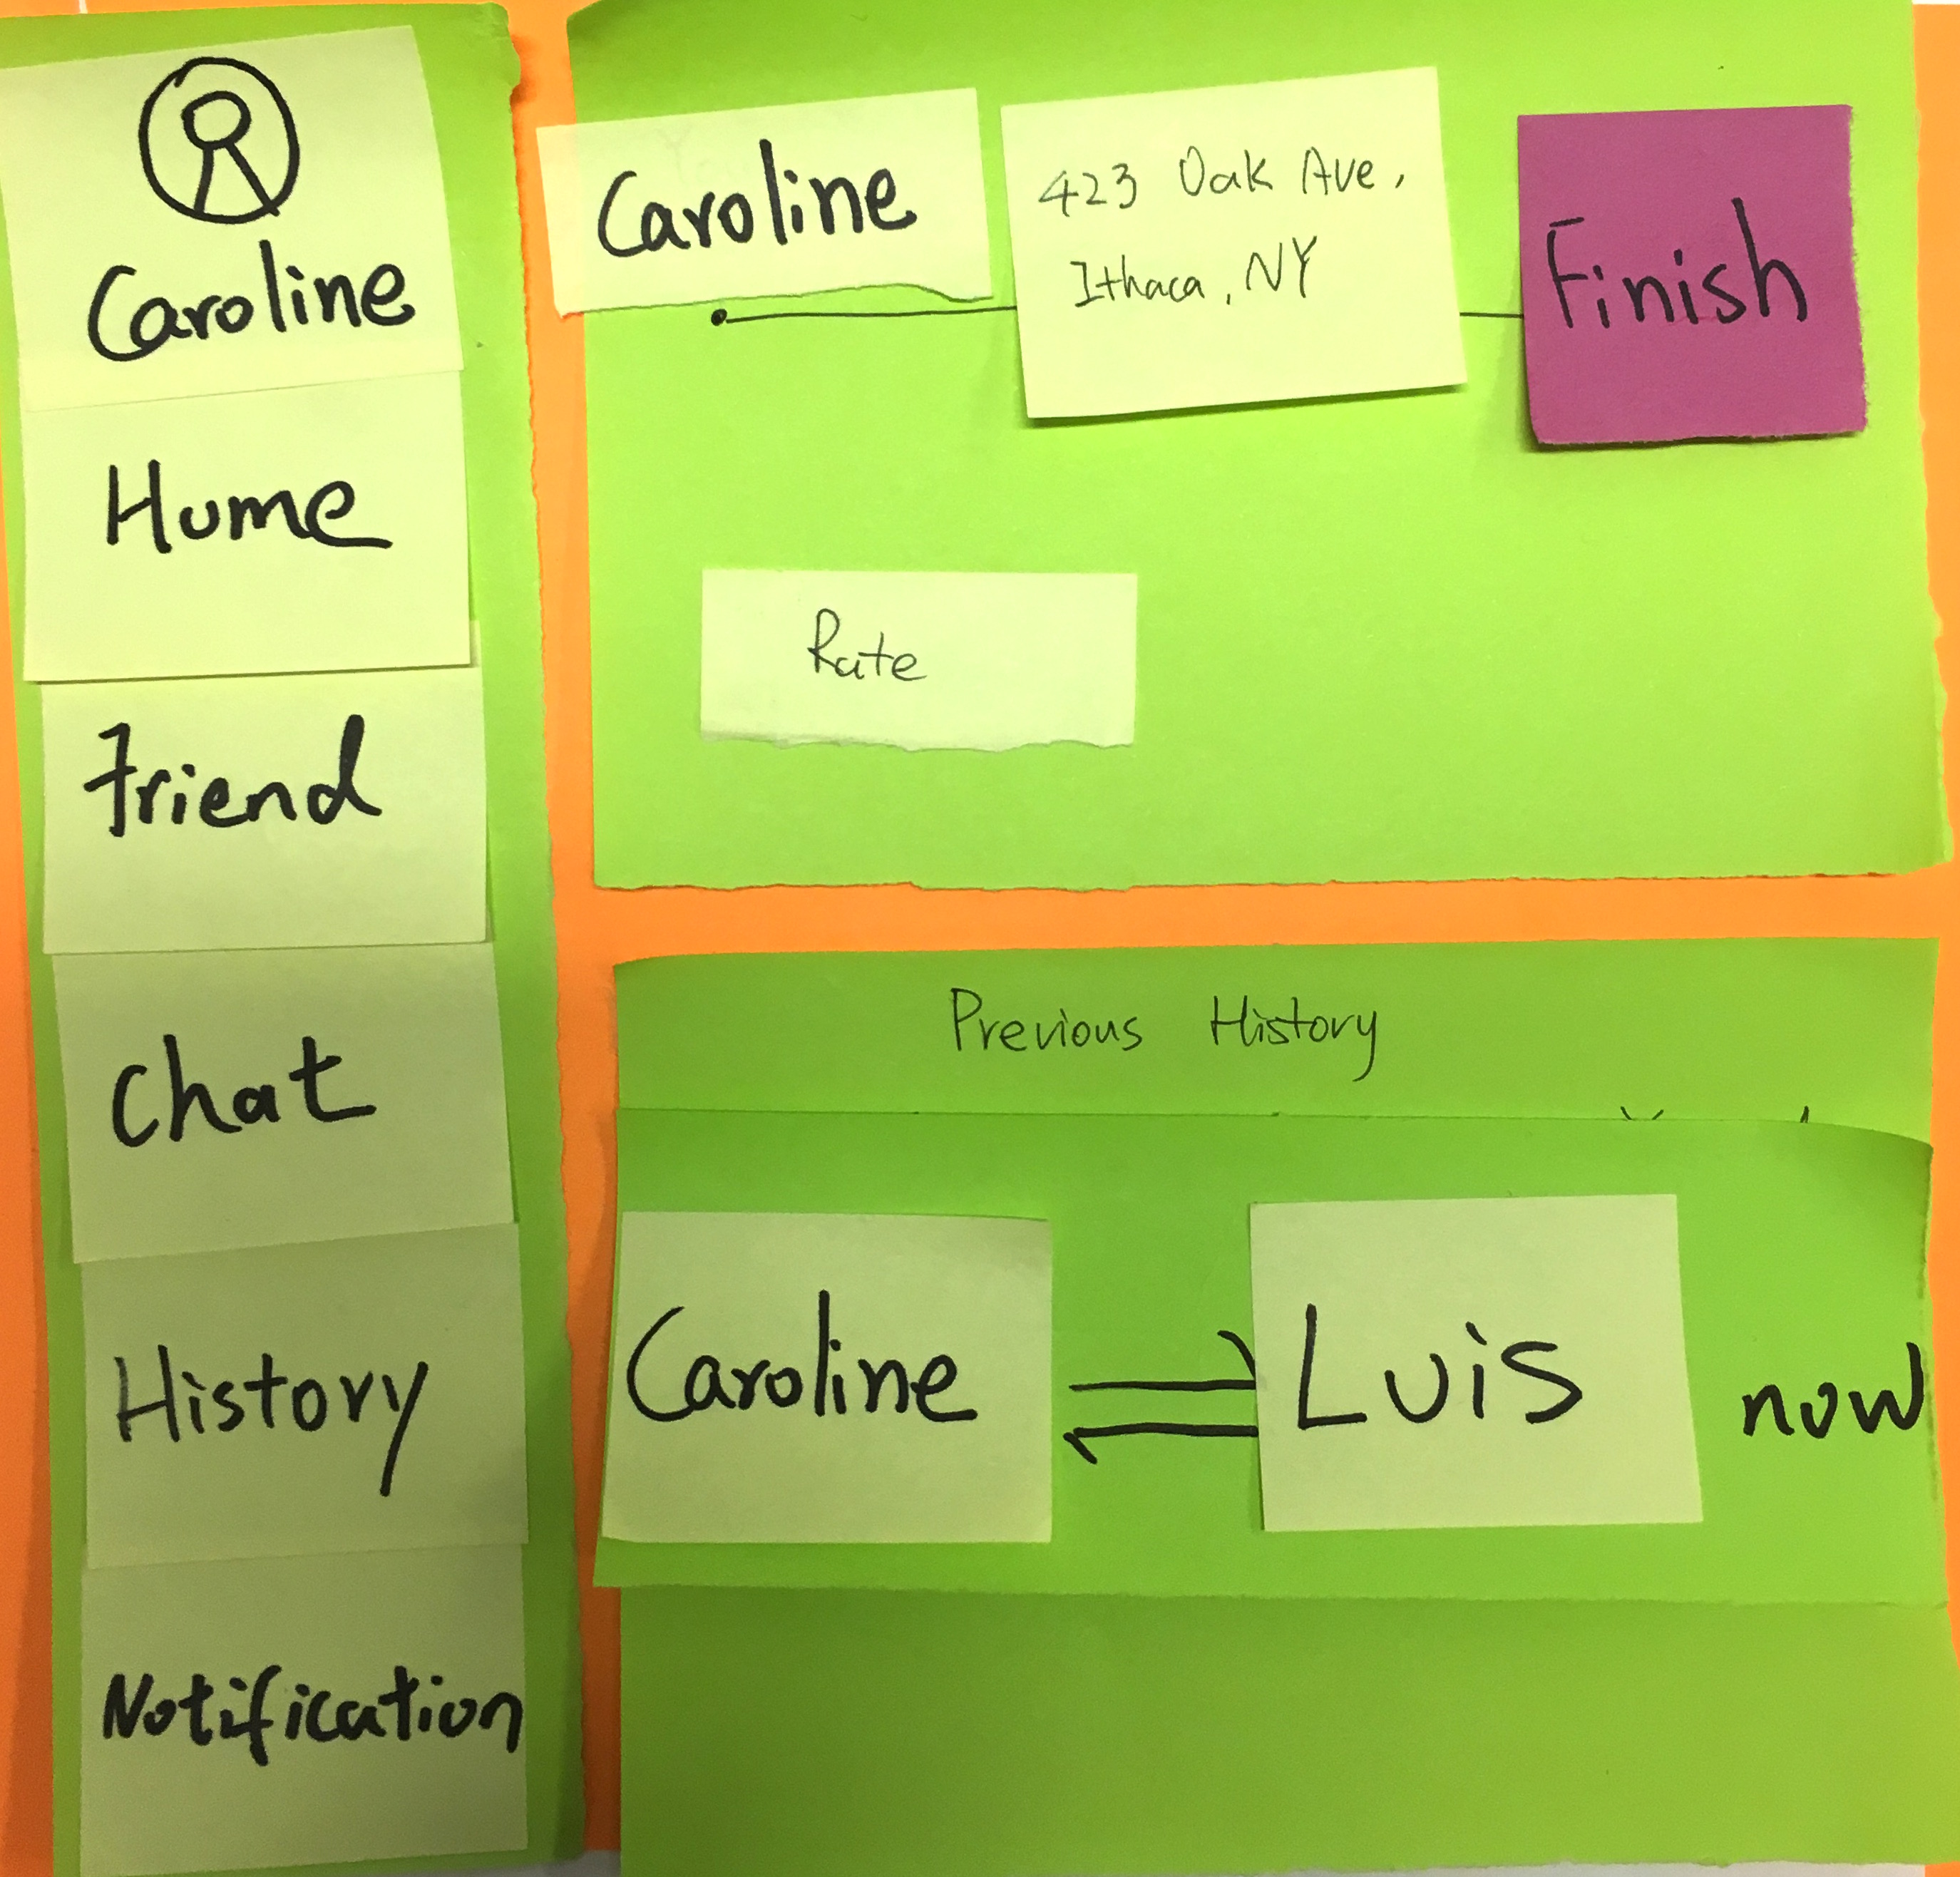 Caroline
Home
Friend
Chat
History
Notification
Caroline
423 Oak Ave,
Ithaca, NY
Finish
Rate
Previous History
Caroline
Luis
now